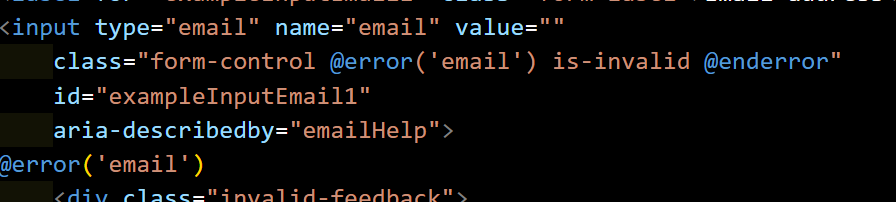 <input type="email" name="email" value=""
class="form-control @error('email') is-invalid @enderror"
id="exampleInputEmail1"
aria-describedby="emailHelp">
@error('email')
<div class="invalid-feedback">